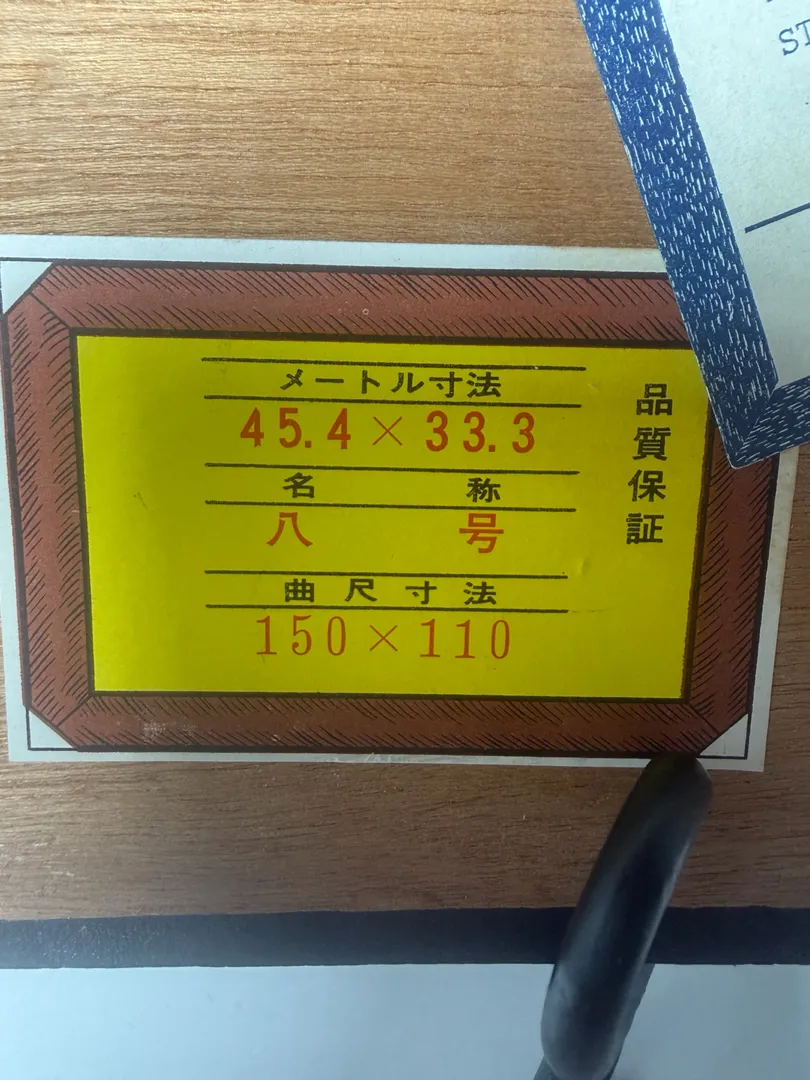 品質保証
メートル寸法
45.4×33.3
名称
八号
曲尺寸法
150×110